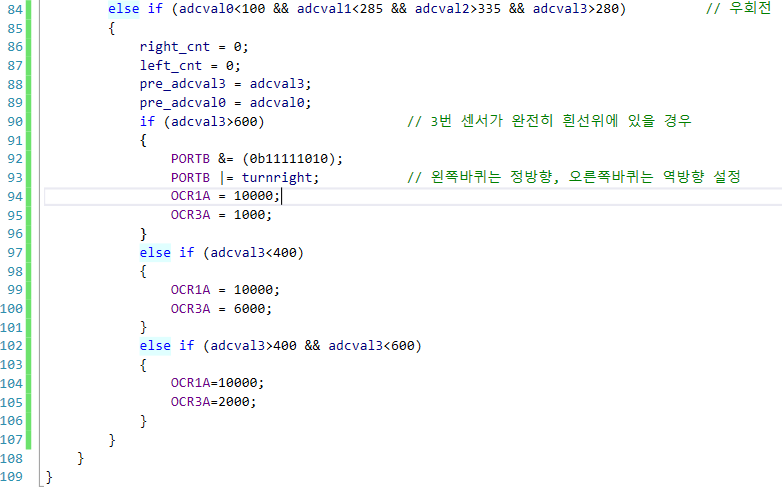 84 else if (adcval0<100 && adcval1<285 && adcval2>335 && adcval3>280) // 우회전
85 {
86 right_cnt = 0;
87 left_cnt = 0;
88 pre_adcval3 = adcval3;
89 pre_adcval0 = adcval0;
90 if (adcval3>600) // 3번 센서가 완전히 흰선위에 있을 경우
91 {
92 PORTB &= (0b11111010);
93 PORTB |= turnright; // 왼쪽바퀴는 정방향, 오른쪽바퀴는 역방향 설정
94 OCR1A = 10000;
95 OCR3A = 1000;
96 }
97 else if (adcval3<400)
98 {
99 OCR1A = 10000;
100 OCR3A = 6000;
101 }
102 else if (adcval3>400 && adcval3<600)
103 {
104 OCR1A=10000;
105 OCR3A=2000;
106 }
107 }
108 }
109 }